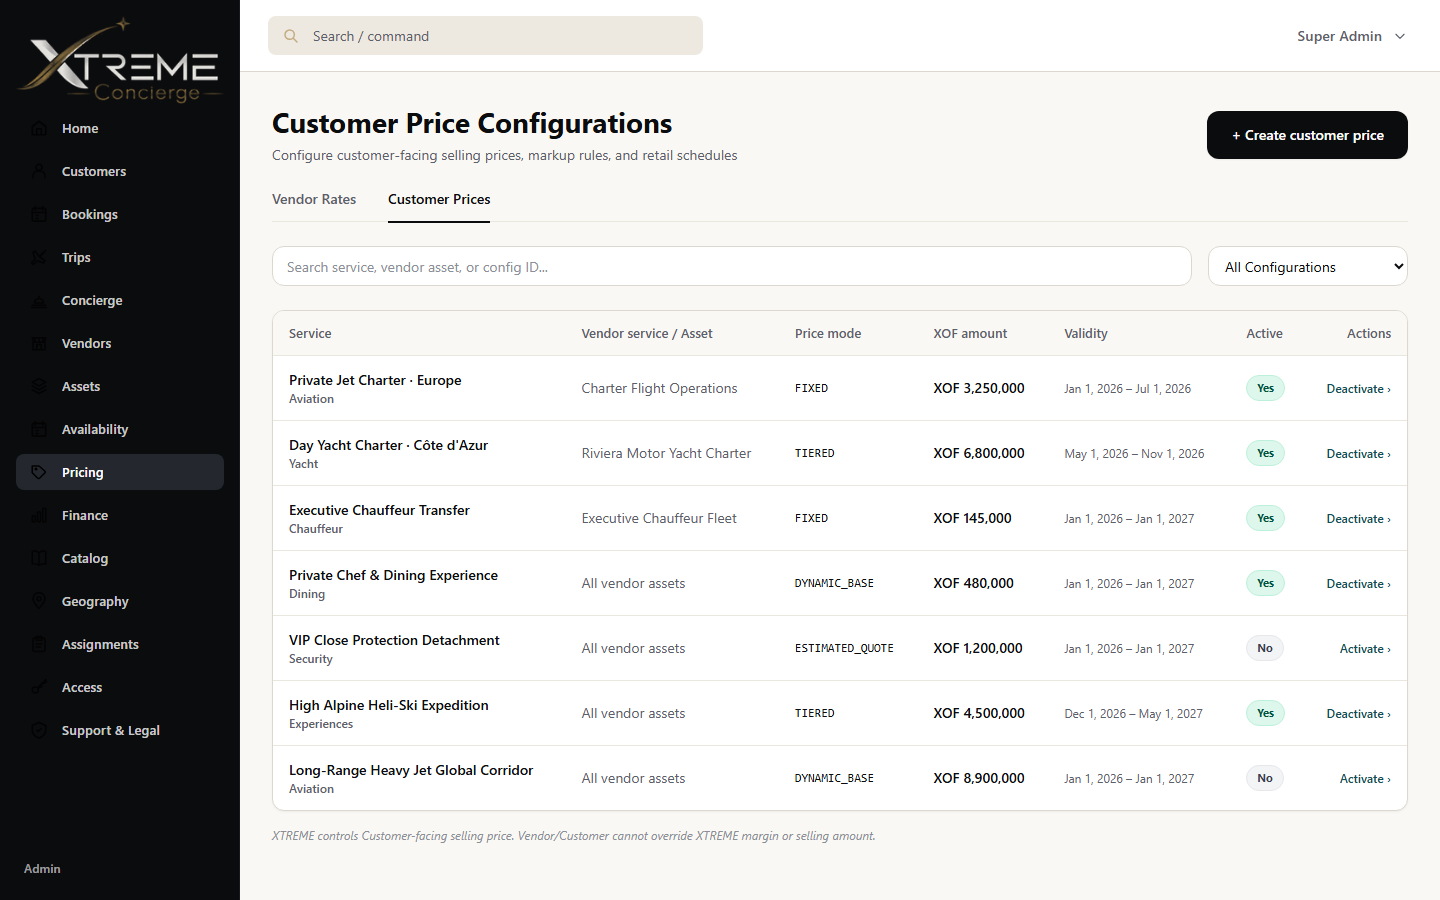 XTREME
Concierge
Search / command
Super Admin
Home
Customers
Bookings
Trips
Concierge
Vendors
Assets
Availability
Pricing
Finance
Catalog
Geography
Assignments
Access
Support & Legal
Admin
Customer Price Configurations
Configure customer-facing selling prices, markup rules, and retail schedules
+ Create customer price
Vendor Rates Customer Prices
Search service, vendor asset, or config ID...
All Configurations
Service Vendor service / Asset Price mode XOF amount Validity Active Actions
Private Jet Charter · Europe
Aviation
Charter Flight Operations FIXED XOF 3,250,000 Jan 1, 2026 – Jul 1, 2026 Yes Deactivate ›
Day Yacht Charter · Côte d'Azur
Yacht
Riviera Motor Yacht Charter TIERED XOF 6,800,000 May 1, 2026 – Nov 1, 2026 Yes Deactivate ›
Executive Chauffeur Transfer
Chauffeur
Executive Chauffeur Fleet FIXED XOF 145,000 Jan 1, 2026 – Jan 1, 2027 Yes Deactivate ›
Private Chef & Dining Experience
Dining
All vendor assets DYNAMIC_BASE XOF 480,000 Jan 1, 2026 – Jan 1, 2027 Yes Deactivate ›
VIP Close Protection Detachment
Security
All vendor assets ESTIMATED_QUOTE XOF 1,200,000 Jan 1, 2026 – Jan 1, 2027 No Activate ›
High Alpine Heli-Ski Expedition
Experiences
All vendor assets TIERED XOF 4,500,000 Dec 1, 2026 – May 1, 2027 Yes Deactivate ›
Long-Range Heavy Jet Global Corridor
Aviation
All vendor assets DYNAMIC_BASE XOF 8,900,000 Jan 1, 2026 – Jan 1, 2027 No Activate ›
XTREME controls Customer-facing selling price. Vendor/Customer cannot override XTREME margin or selling amount.